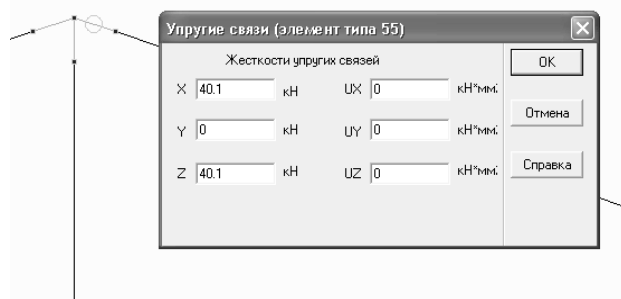 Упругие связи (элемент типа 55)
Жесткости упругих связей
X 40.1 кН UX 0 кН*мм
Y 0 кН UY 0 кН*мм
Z 40.1 кН UZ 0 кН*мм
OK
Отмена
Справка